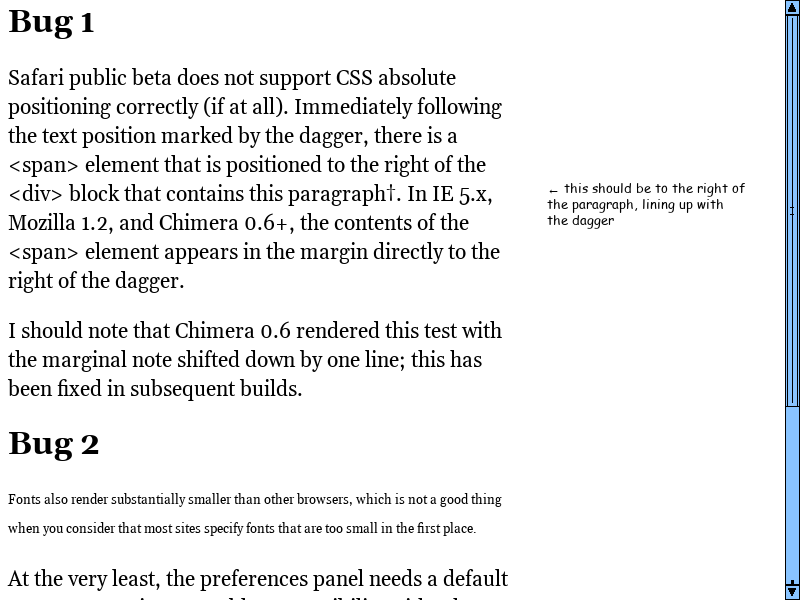 Bug 1
Safari public beta does not support CSS absolute
positioning correctly (if at all). Immediately following
the text position marked by the dagger, there is a
<span> element that is positioned to the right of the
<div> block that contains this paragraph†. In IE 5.x,
Mozilla 1.2, and Chimera 0.6+, the contents of the
<span> element appears in the margin directly to the
right of the dagger.
← this should be to the right of
the paragraph, lining up with
the dagger
I should note that Chimera 0.6 rendered this test with
the marginal note shifted down by one line; this has
been fixed in subsequent builds.
Bug 2
Fonts also render substantially smaller than other browsers, which is not a good thing
when you consider that most sites specify fonts that are too small in the first place.
At the very least, the preferences panel needs a default